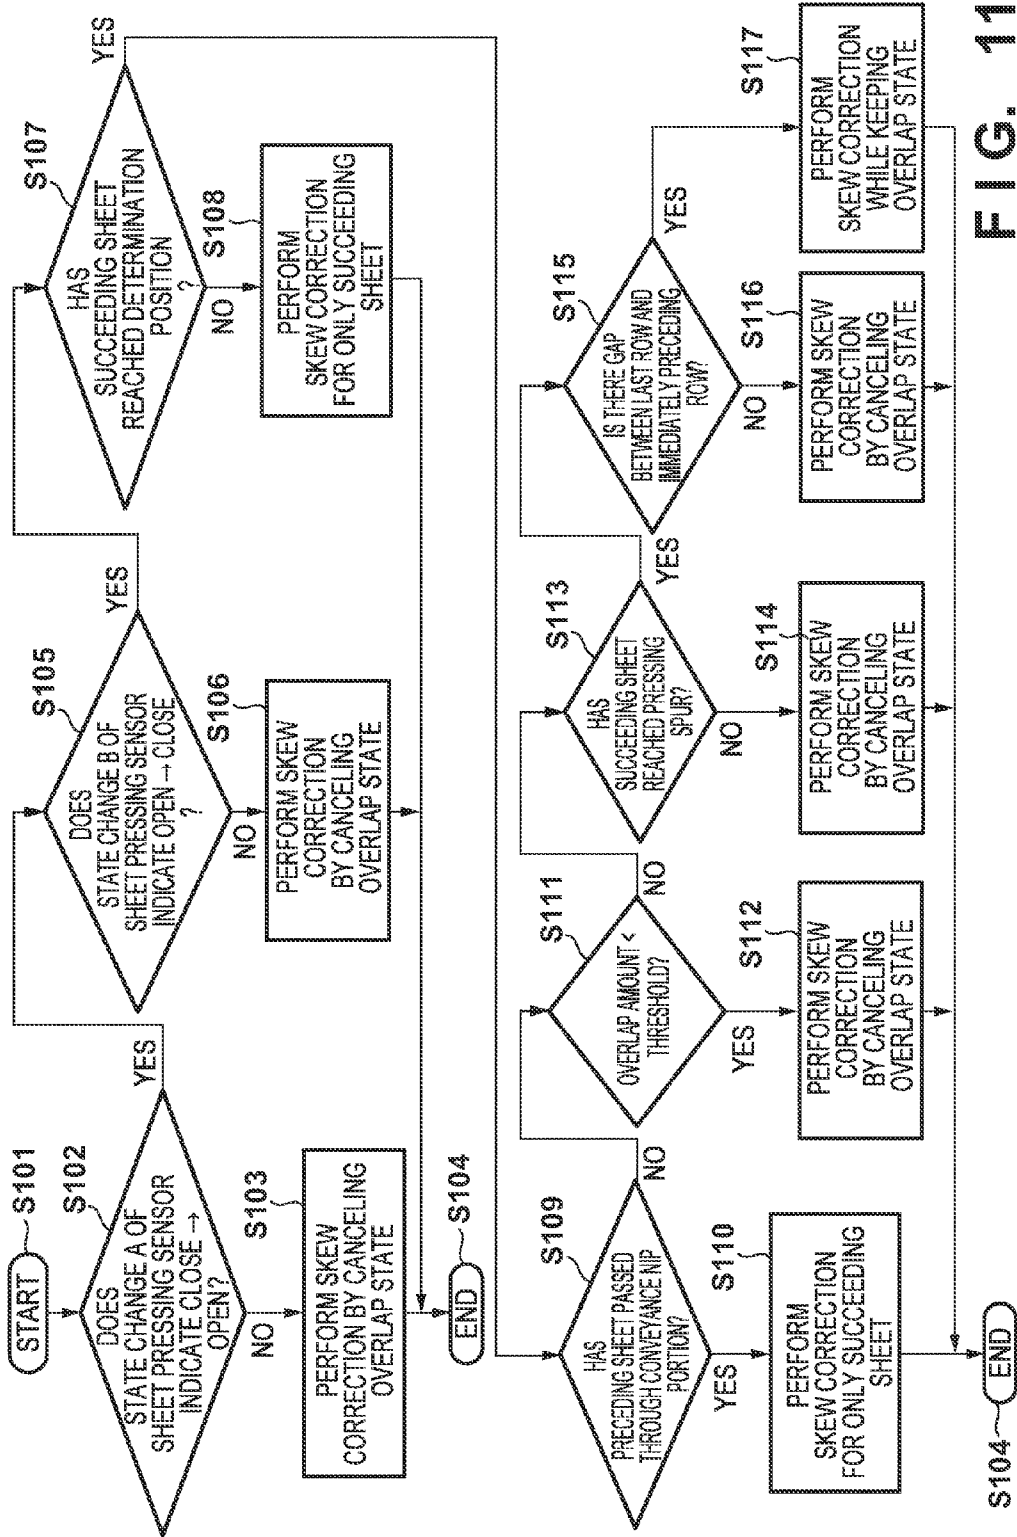 START
S101
DOES
STATE CHANGE A OF
SHEET PRESSING SENSOR
INDICATE CLOSE →
OPEN?
S102
YES
NO
PERFORM SKEW
CORRECTION BY CANCELING
OVERLAP STATE
S103
END
S104
DOES
STATE CHANGE B OF
SHEET PRESSING SENSOR
INDICATE OPEN → CLOSE
?
S105
YES
NO
PERFORM SKEW
CORRECTION
BY CANCELING
OVERLAP STATE
S106
HAS
SUCCEEDING SHEET
REACHED DETERMINATION
POSITION
?
S107
YES
NO
PERFORM
SKEW CORRECTION
FOR ONLY SUCCEEDING
SHEET
S108
HAS
PRECEDING SHEET PASSED
THROUGH CONVEYANCE NIP
PORTION?
S109
NO
YES
PERFORM
SKEW CORRECTION
FOR ONLY SUCCEEDING
SHEET
S110
OVERLAP AMOUNT <
THRESHOLD?
S111
NO
YES
PERFORM SKEW
CORRECTION
BY CANCELING
OVERLAP STATE
S112
HAS
SUCCEEDING SHEET
REACHED PRESSING
SPUR?
S113
YES
NO
PERFORM SKEW
CORRECTION
BY CANCELING
OVERLAP STATE
S114
IS THERE GAP
BETWEEN LAST ROW AND
IMMEDIATELY PRECEDING
ROW?
S115
YES
NO
PERFORM SKEW
CORRECTION
BY CANCELING
OVERLAP STATE
S116
PERFORM
SKEW CORRECTION
WHILE KEEPING
OVERLAP STATE
S117
S104
END
FIG. 11